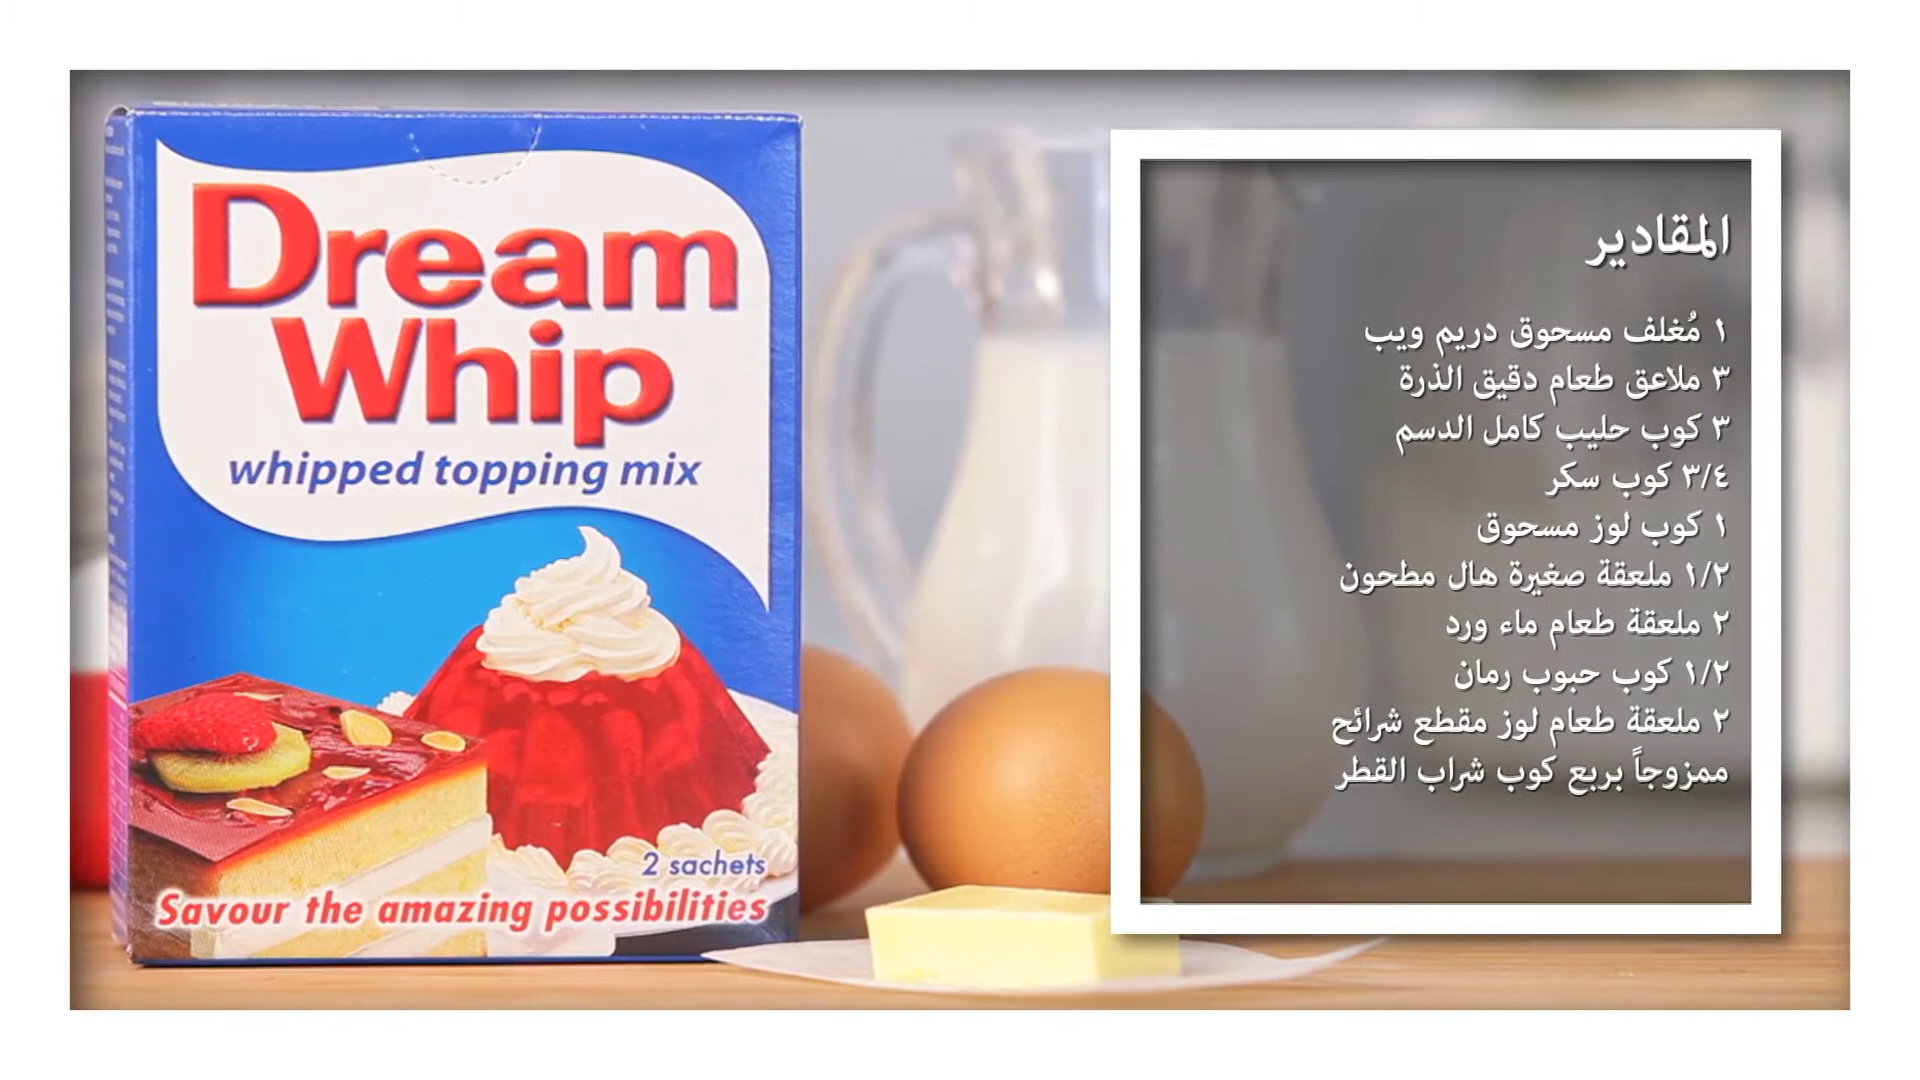 Dream
Whip
whipped topping mix
2 sachets
Savour the amazing possibilities
المقادير
١ مُغلف مسحوق دريم ويب
٣ ملاعق طعام دقيق الذرة
٣ كوب حليب كامل الدسم
٣/٤ كوب سكر
١ كوب لوز مسحوق
١/٢ ملعقة صغيرة هال مطحون
٢ ملعقة طعام ماء ورد
١/٢ كوب حبوب رمان
٢ ملعقة طعام لوز مقطع شرائح
ممزوجاً بربع كوب شراب القطر